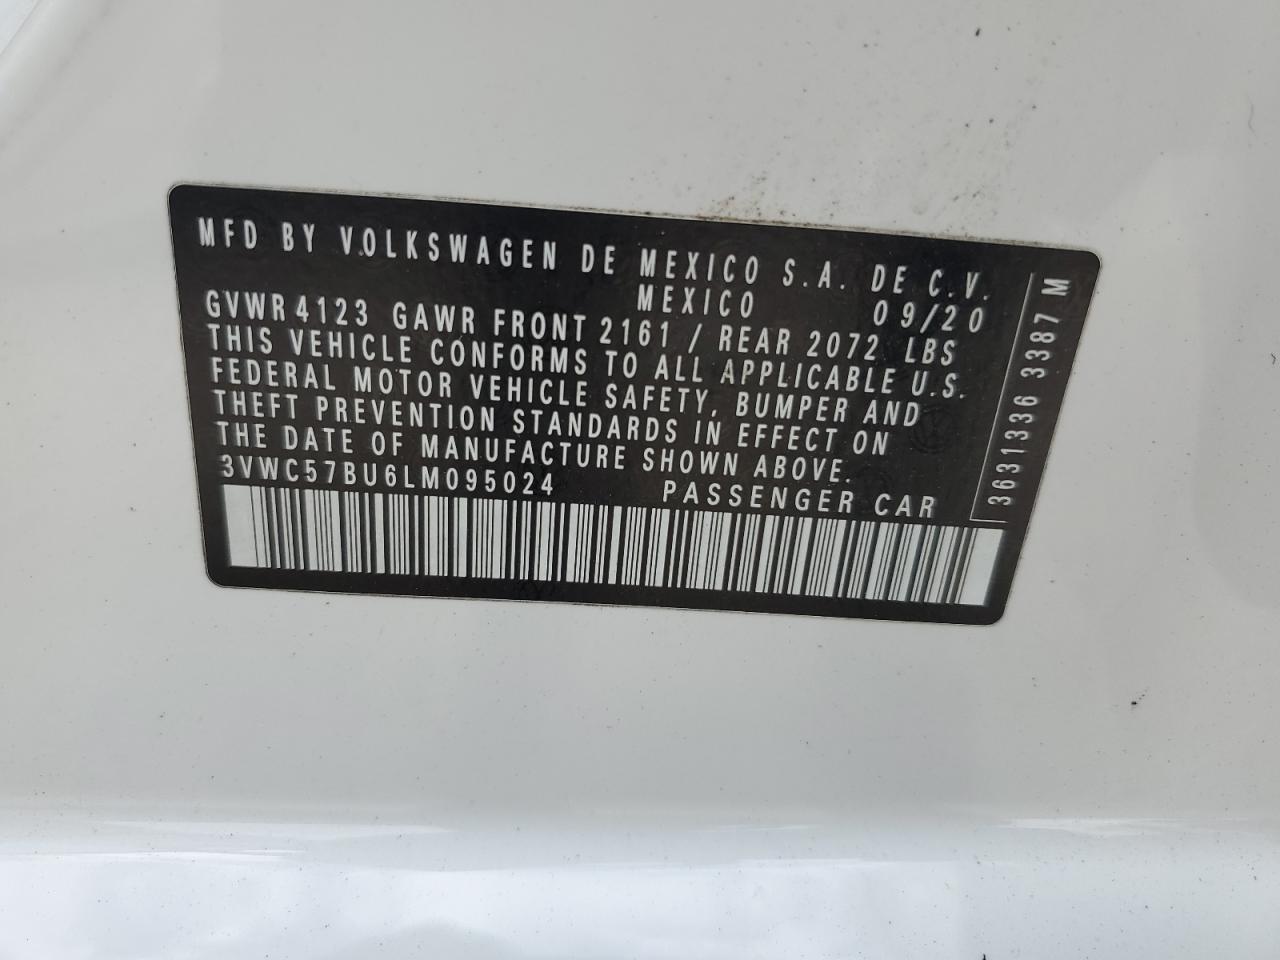 MFD BY VOLKSWAGEN DE MEXICO S.A. DE C.V.
MEXICO 09/20
GVWR 4123 GAWR FRONT 2161 / REAR 2072 LBS
THIS VEHICLE CONFORMS TO ALL APPLICABLE U.S.
FEDERAL MOTOR VEHICLE SAFETY, BUMPER AND
THEFT PREVENTION STANDARDS IN EFFECT ON
THE DATE OF MANUFACTURE SHOWN ABOVE.
3VWC57BU6LM095024 PASSENGER CAR
3631336 3387 M